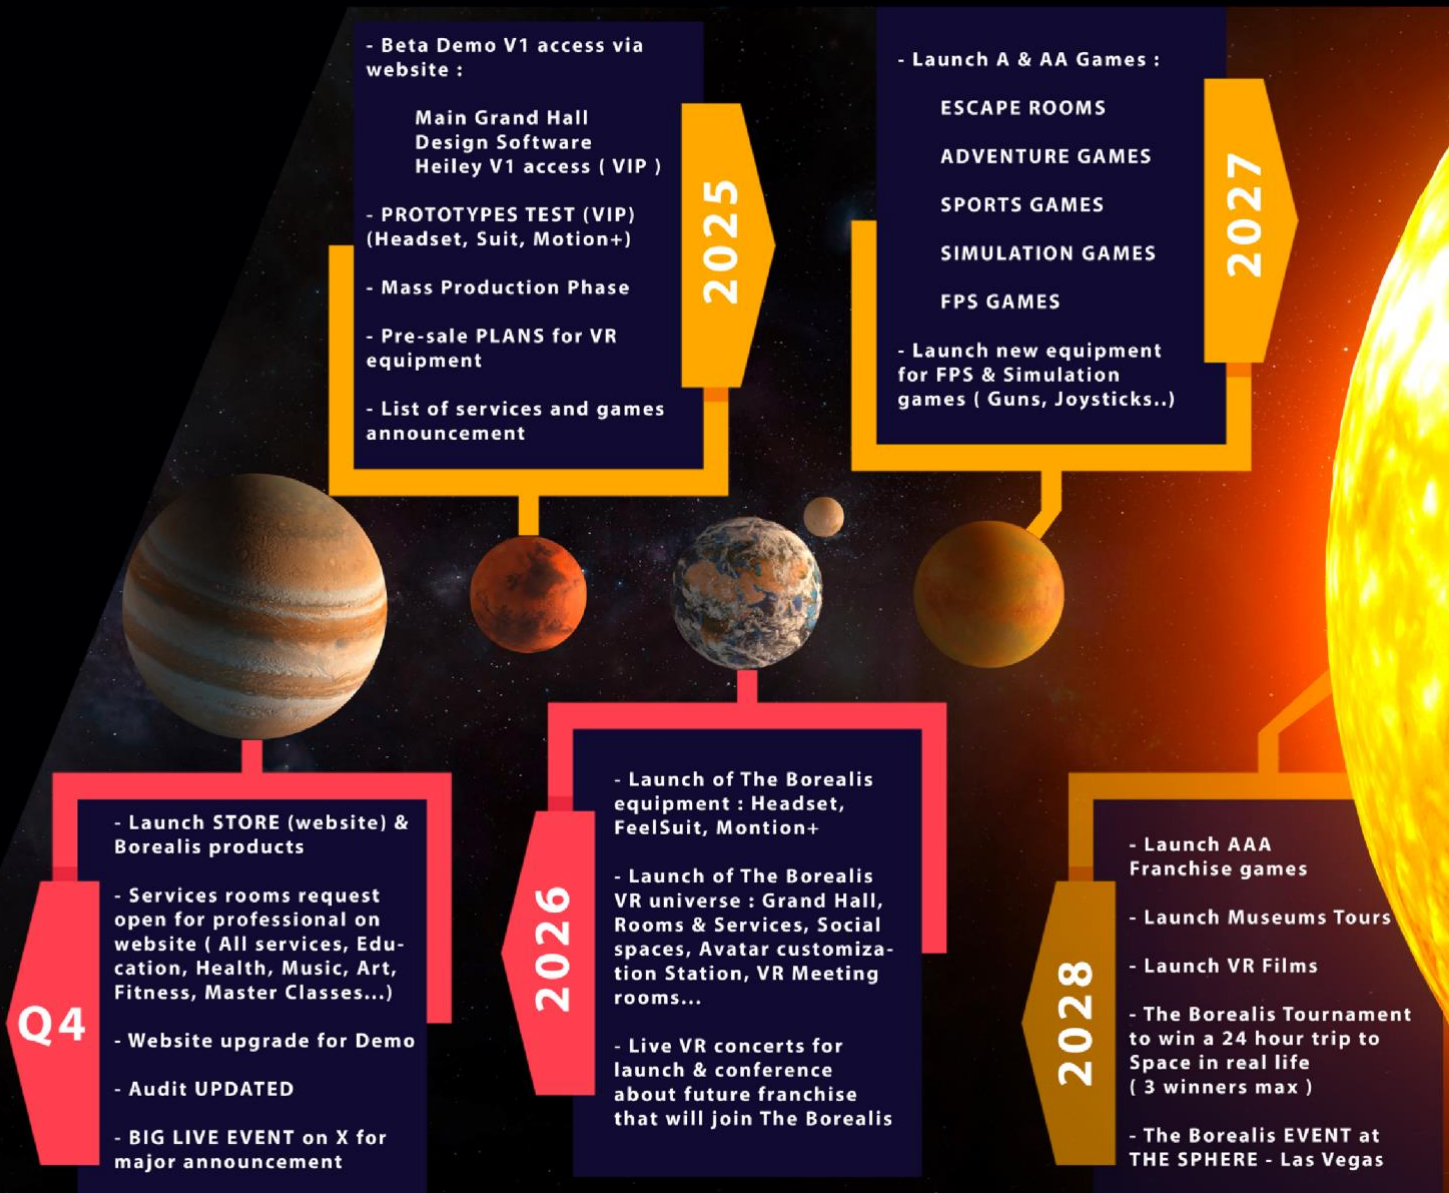 - Beta Demo V1 access via
website :
Main Grand Hall
Design Software
Heiley V1 access ( VIP )
- PROTOTYPES TEST (VIP)
(Headset, Suit, Motion+)
- Mass Production Phase
- Pre-sale PLANS for VR
equipment
- List of services and games
announcement
2025
- Launch A & AA Games :
ESCAPE ROOMS
ADVENTURE GAMES
SPORTS GAMES
SIMULATION GAMES
FPS GAMES
- Launch new equipment
for FPS & Simulation
games ( Guns, Joysticks..)
2027
Q4
- Launch STORE (website) &
Borealis products
- Services rooms request
open for professional on
website ( All services, Edu-
cation, Health, Music, Art,
Fitness, Master Classes...)
- Website upgrade for Demo
- Audit UPDATED
- BIG LIVE EVENT on X for
major announcement
2026
- Launch of The Borealis
equipment : Headset,
FeelSuit, Montion+
- Launch of The Borealis
VR universe : Grand Hall,
Rooms & Services, Social
spaces, Avatar customiza-
tion Station, VR Meeting
rooms...
- Live VR concerts for
launch & conference
about future franchise
that will join The Borealis
2028
- Launch AAA
Franchise games
- Launch Museums Tours
- Launch VR Films
- The Borealis Tournament
to win a 24 hour trip to
Space in real life
( 3 winners max )
- The Borealis EVENT at
THE SPHERE - Las Vegas